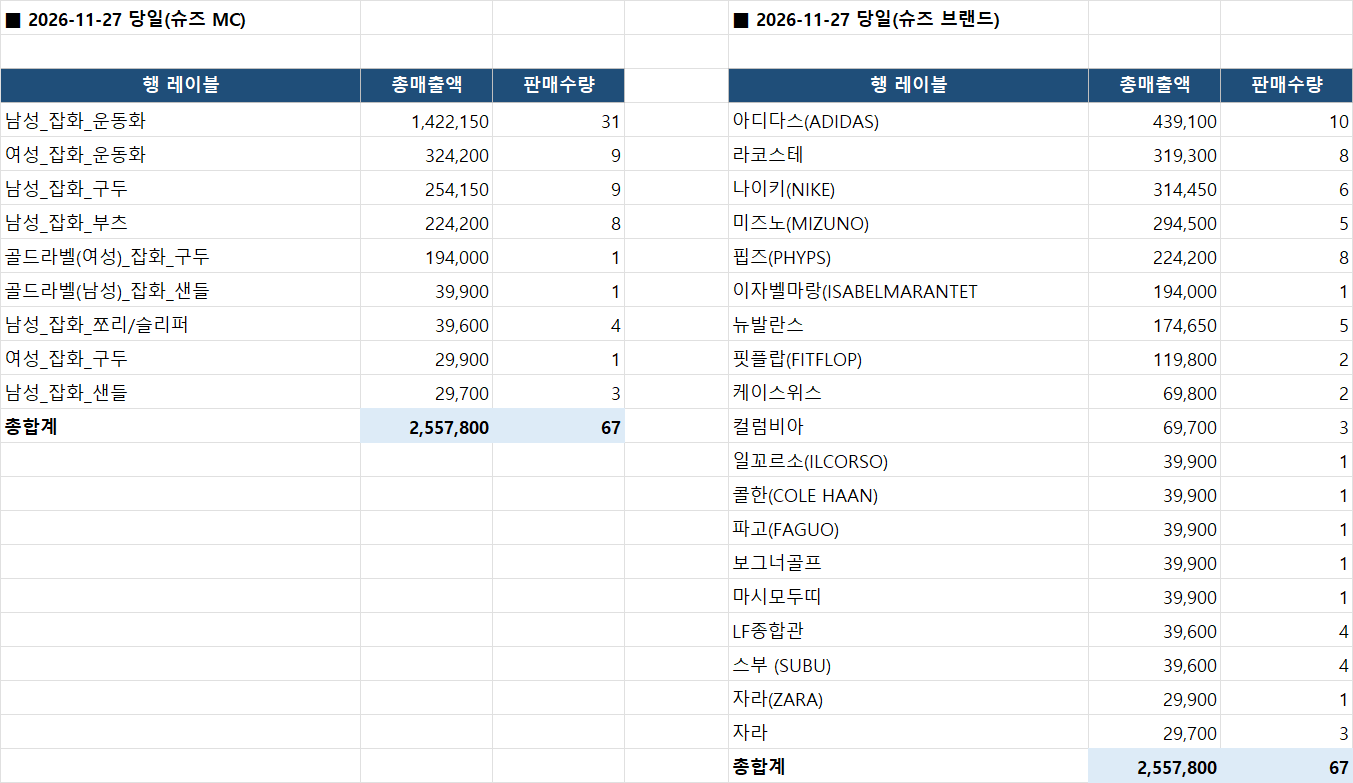 ■ 2026-11-27 당일(슈즈 MC)
행 레이블 총매출액 판매수량
남성_잡화_운동화 1,422,150 31
여성_잡화_운동화 324,200 9
남성_잡화_구두 254,150 9
남성_잡화_부츠 224,200 8
골드라벨(여성)_잡화_구두 194,000 1
골드라벨(남성)_잡화_샌들 39,900 1
남성_잡화_쪼리/슬리퍼 39,600 4
여성_잡화_구두 29,900 1
남성_잡화_샌들 29,700 3
총합계 2,557,800 67
■ 2026-11-27 당일(슈즈 브랜드)
행 레이블 총매출액 판매수량
아디다스(ADIDAS) 439,100 10
라코스테 319,300 8
나이키(NIKE) 314,450 6
미즈노(MIZUNO) 294,500 5
핍즈(PHYPS) 224,200 8
이자벨마랑(ISABELMARANTET 194,000 1
뉴발란스 174,650 5
핏플랍(FITFLOP) 119,800 2
케이스위스 69,800 2
컬럼비아 69,700 3
일꼬르소(ILCORSO) 39,900 1
콜한(COLE HAAN) 39,900 1
파고(FAGUO) 39,900 1
보그너골프 39,900 1
마시모두띠 39,900 1
LF종합관 39,600 4
스부 (SUBU) 39,600 4
자라(ZARA) 29,900 1
자라 29,700 3
총합계 2,557,800 67